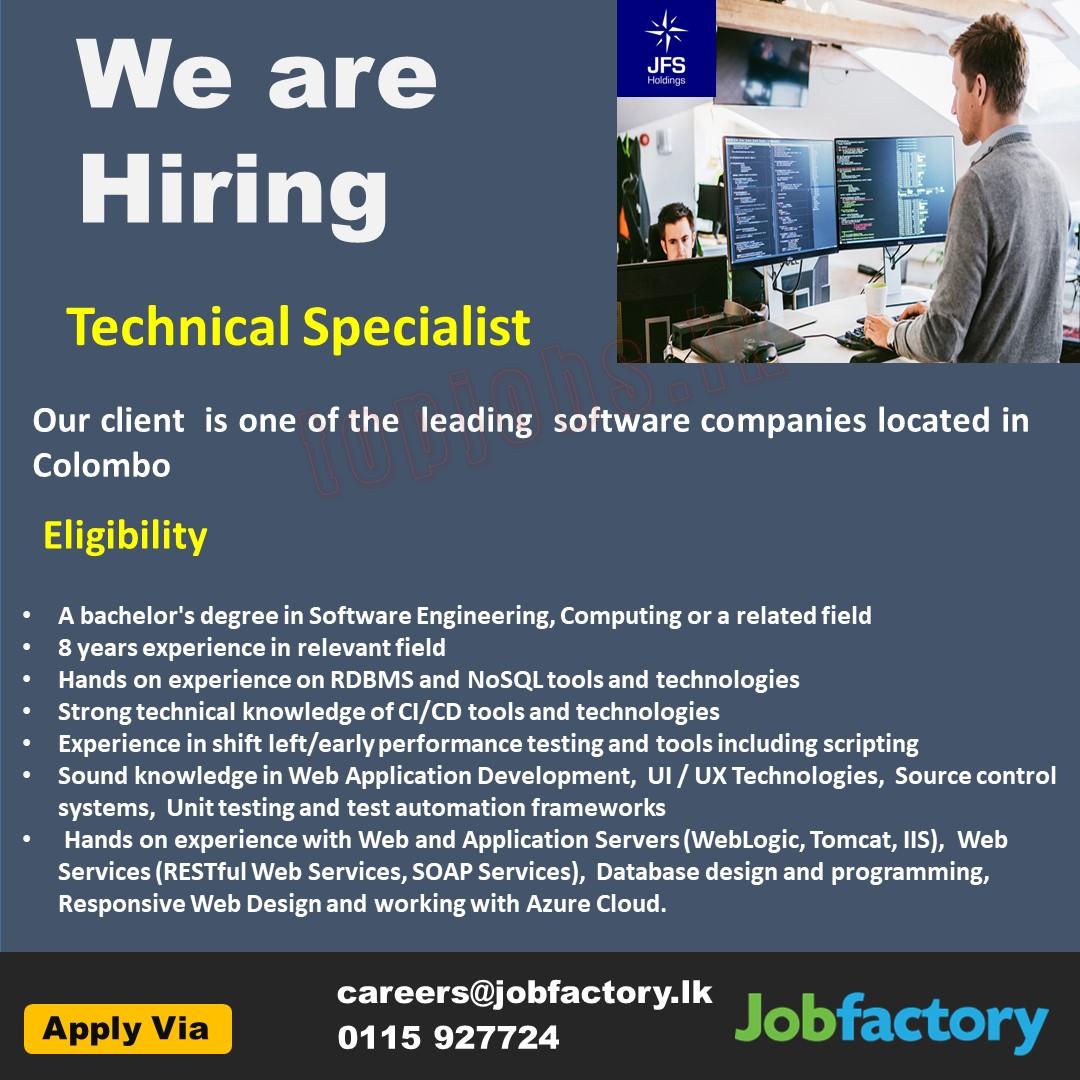 We are
Hiring
JFS
Holdings
Technical Specialist
topjobs.lk
Our client is one of the leading software companies located in
Colombo
Eligibility
• A bachelor's degree in Software Engineering, Computing or a related field
• 8 years experience in relevant field
• Hands on experience on RDBMS and NoSQL tools and technologies
• Strong technical knowledge of CI/CD tools and technologies
• Experience in shift left/early performance testing and tools including scripting
• Sound knowledge in Web Application Development, UI / UX Technologies, Source control
systems, Unit testing and test automation frameworks
• Hands on experience with Web and Application Servers (WebLogic, Tomcat, IIS), Web
Services (RESTful Web Services, SOAP Services), Database design and programming,
Responsive Web Design and working with Azure Cloud.
Apply Via
careers@jobfactory.lk
0115 927724
Jobfactory